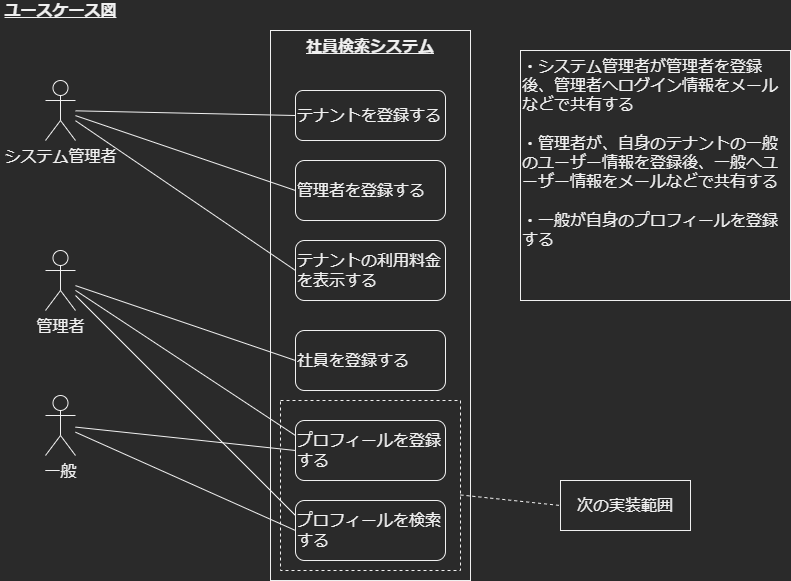 ユースケース図
社員検索システム
システム管理者
テナントを登録する
管理者を登録する
テナントの利用料金
を表示する
管理者
社員を登録する
一般
プロフィールを登録
する
プロフィールを検索
する
・システム管理者が管理者を登録
後、管理者へログイン情報をメール
などで共有する
・管理者が、自身のテナントの一般
のユーザー情報を登録後、一般へユ
ーザー情報をメールなどで共有する
・一般が自身のプロフィールを登録
する
次の実装範囲